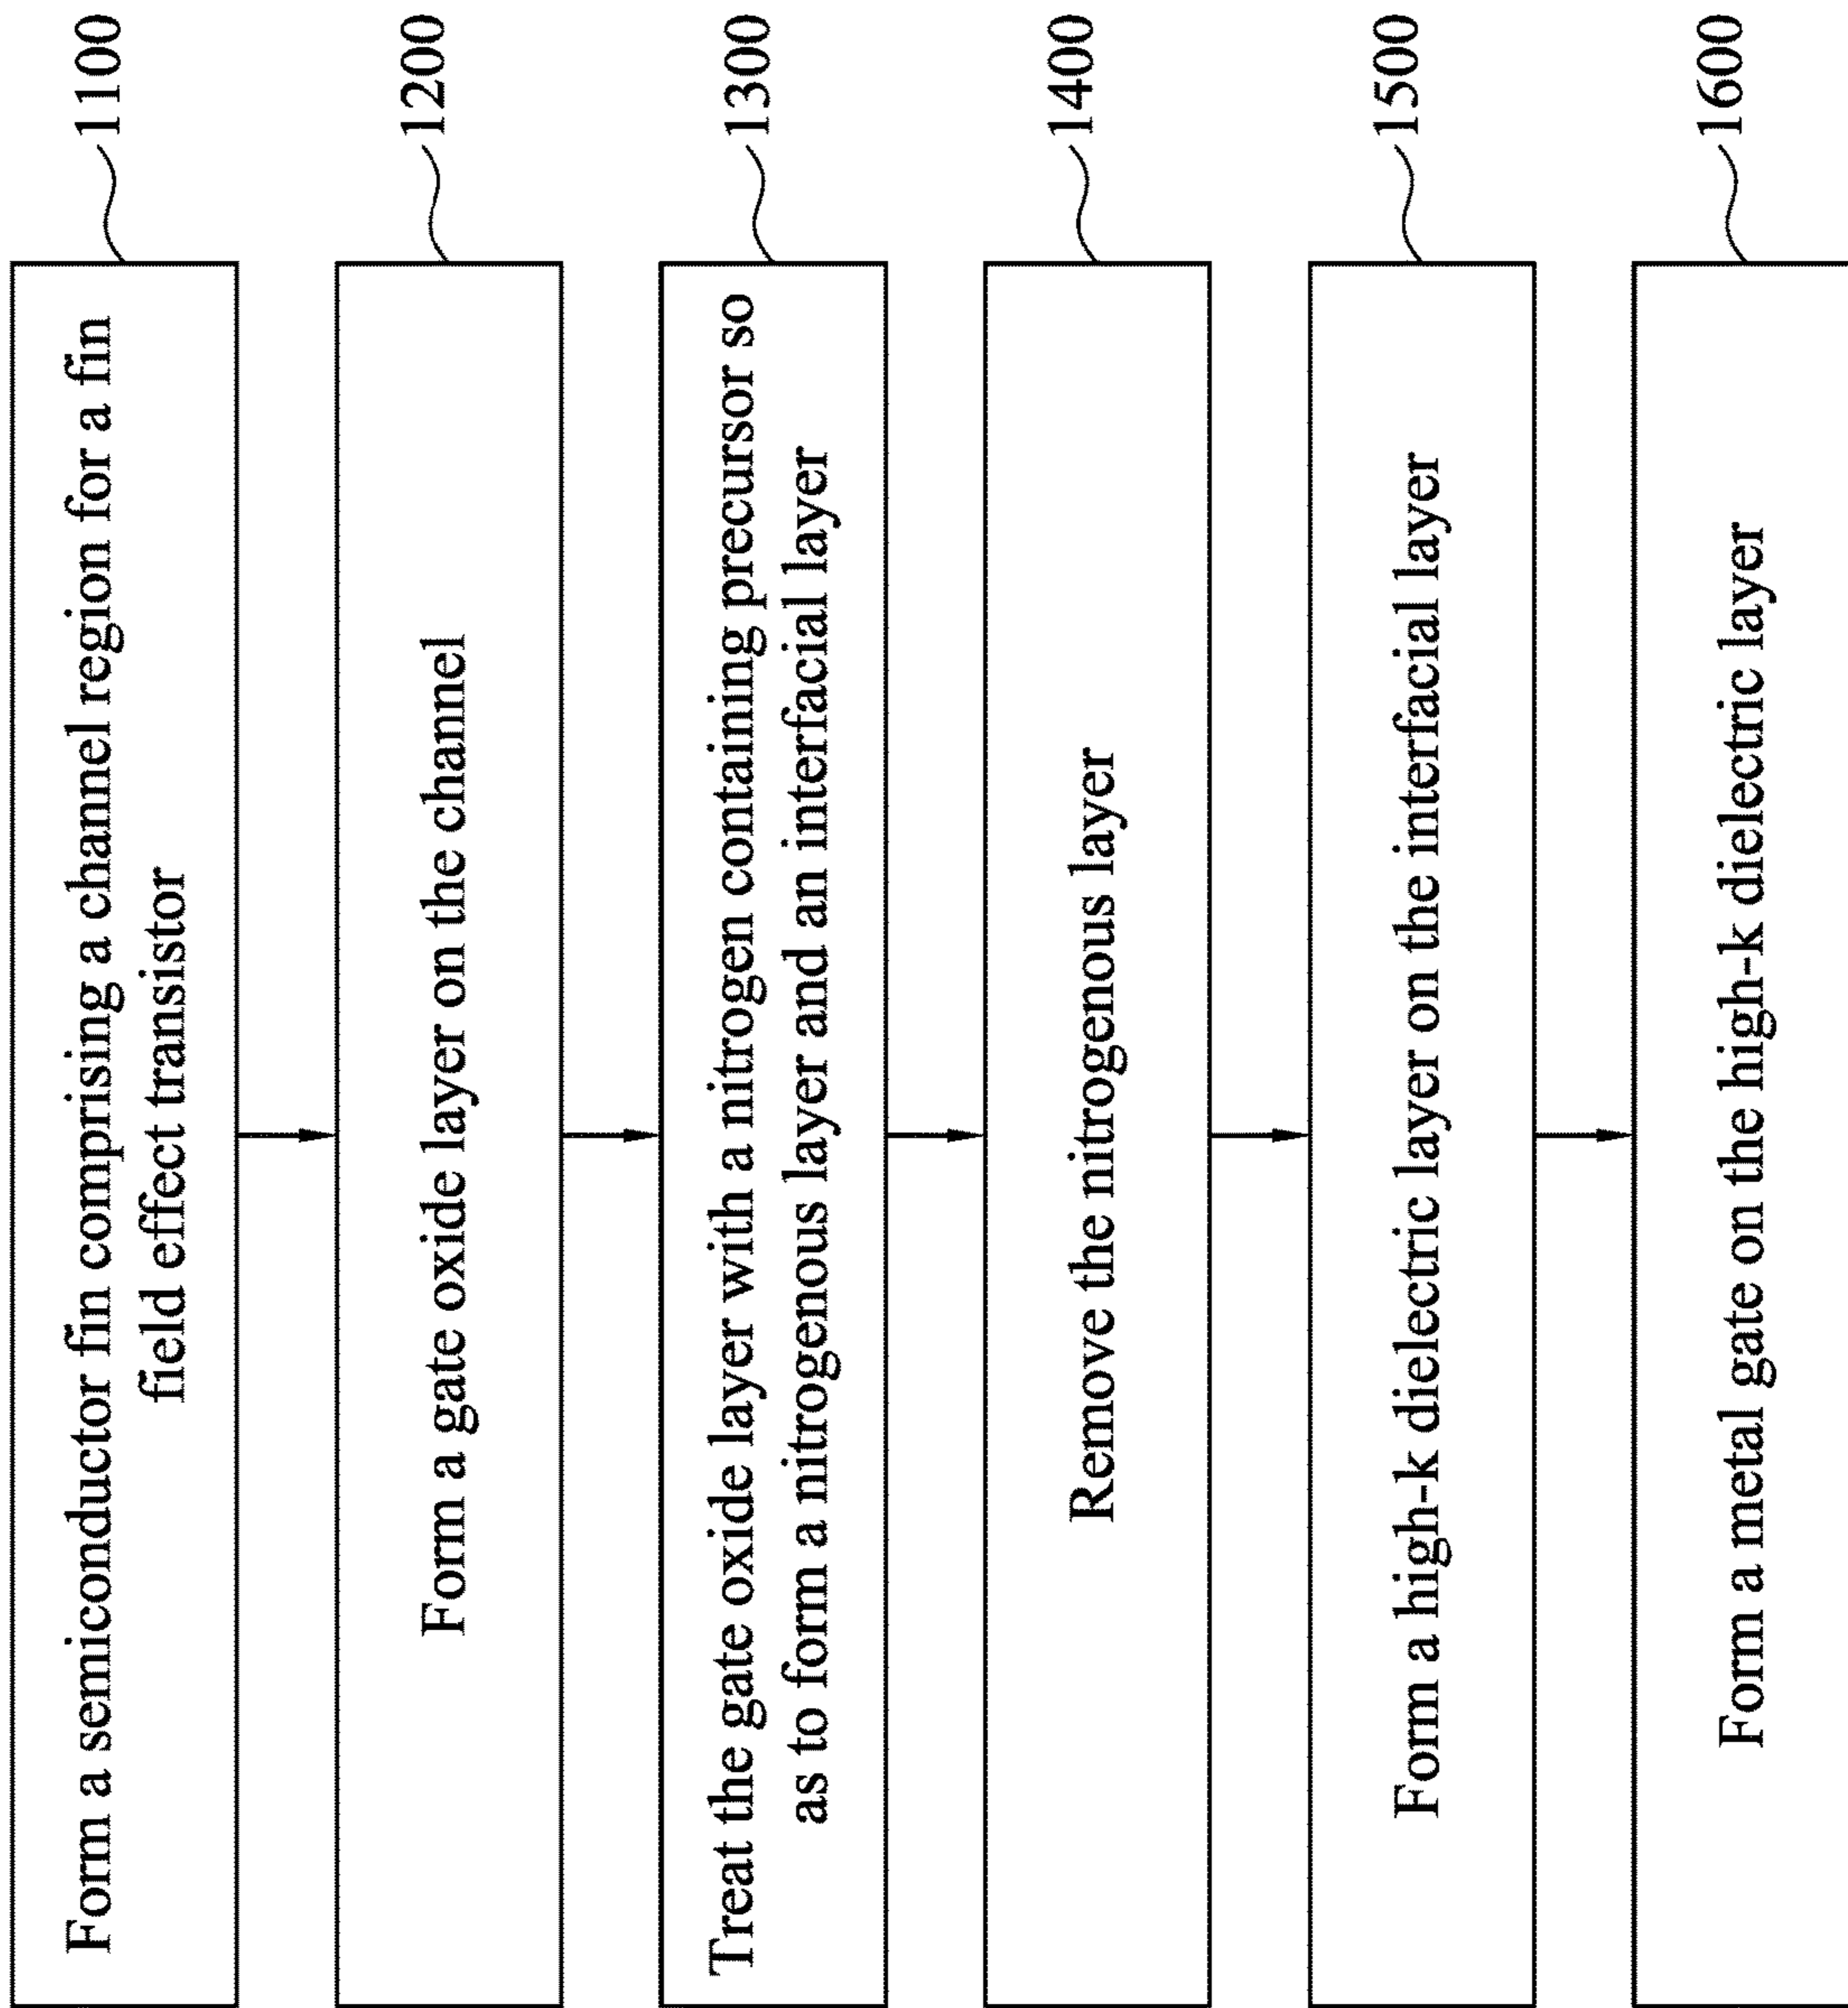 Form a semiconductor fin comprising a channel region for a fin
field effect transistor
1100
Form a gate oxide layer on the channel
1200
Treat the gate oxide layer with a nitrogen containing precursor so
as to form a nitrogenous layer and an interfacial layer
1300
Remove the nitrogenous layer
1400
Form a high-k dielectric layer on the interfacial layer
1500
Form a metal gate on the high-k dielectric layer
1600